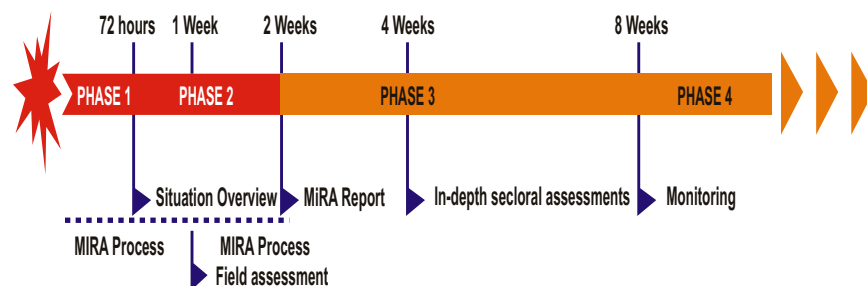 72 hours 1 Week 2 Weeks 4 Weeks 8 Weeks
PHASE 1 PHASE 2 PHASE 3 PHASE 4
Situation Overview MiRA Report In-depth secloral assessments Monitoring
MIRA Process MIRA Process
Field assessment